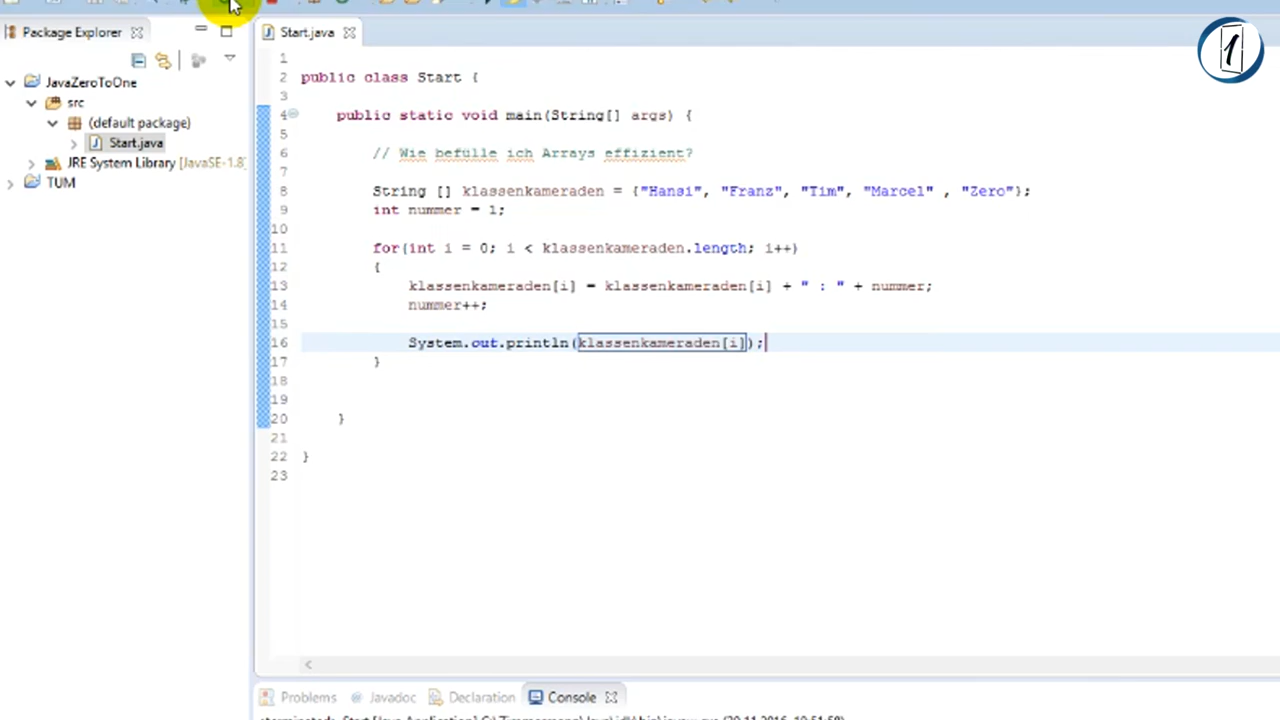 Package Explorer
JavaZeroToOne
src
(default package)
Start.java
JRE System Library [JavaSE-1.8]
TUM
Start.java
1
2 public class Start {
3
4 public static void main(String[] args) {
5
6 // Wie befülle ich Arrays effizient?
7
8 String [] klassenkameraden = {"Hansi", "Franz", "Tim", "Marcel" , "Zero"};
9 int nummer = 1;
10
11 for(int i = 0; i < klassenkameraden.length; i++)
12 {
13 klassenkameraden[i] = klassenkameraden[i] + " : " + nummer;
14 nummer++;
15
16 System.out.println(klassenkameraden[i]);
17 }
18
19
20 }
21
22 }
23
1
Problems Javadoc Declaration Console